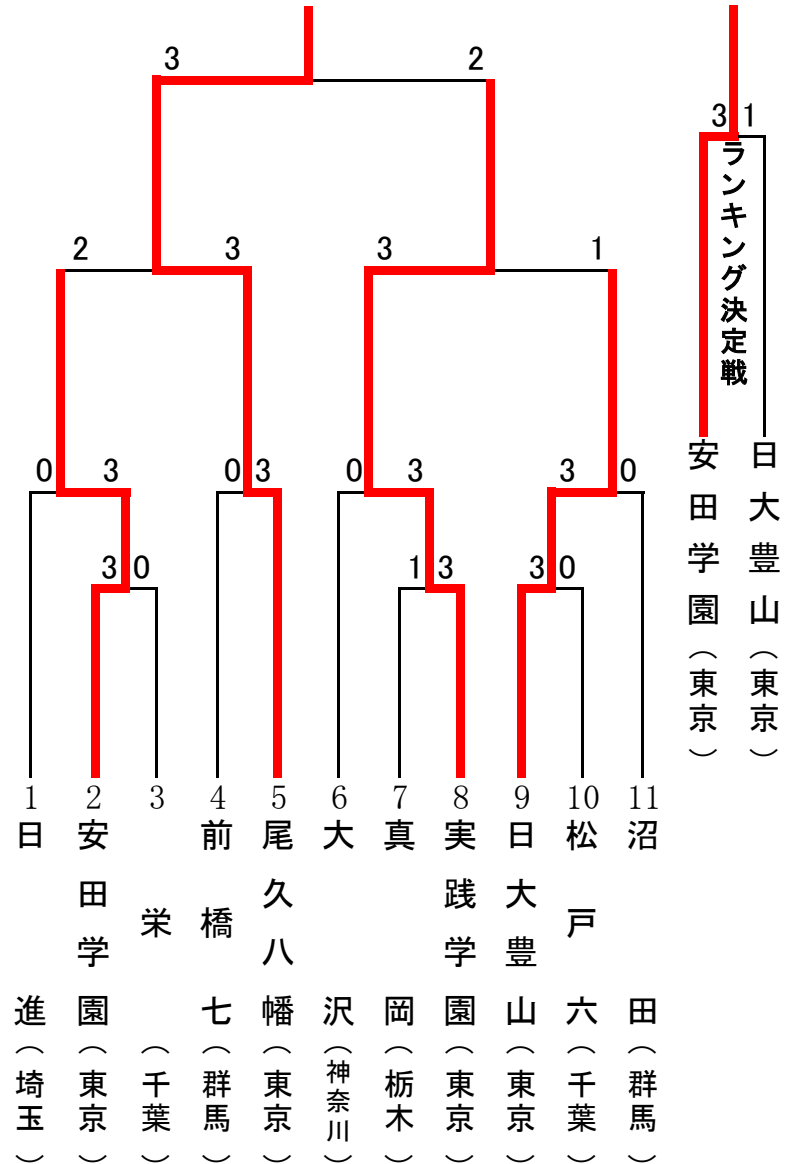 3 2
3 1
ランキング決定戦
2 3 3 1
安田学園（東京）
日大豊山（東京）
0 3 0 3 0 3 3 0
3 0 1 3 3 0
1 日進（埼玉）
2 安田学園（東京）
3 栄（千葉）
4 前橋七（群馬）
5 尾久八幡（東京）
6 大沢（神奈川）
7 真岡（栃木）
8 実践学園（東京）
9 日大豊山（東京）
10 松戸六（千葉）
11 沼田（群馬）